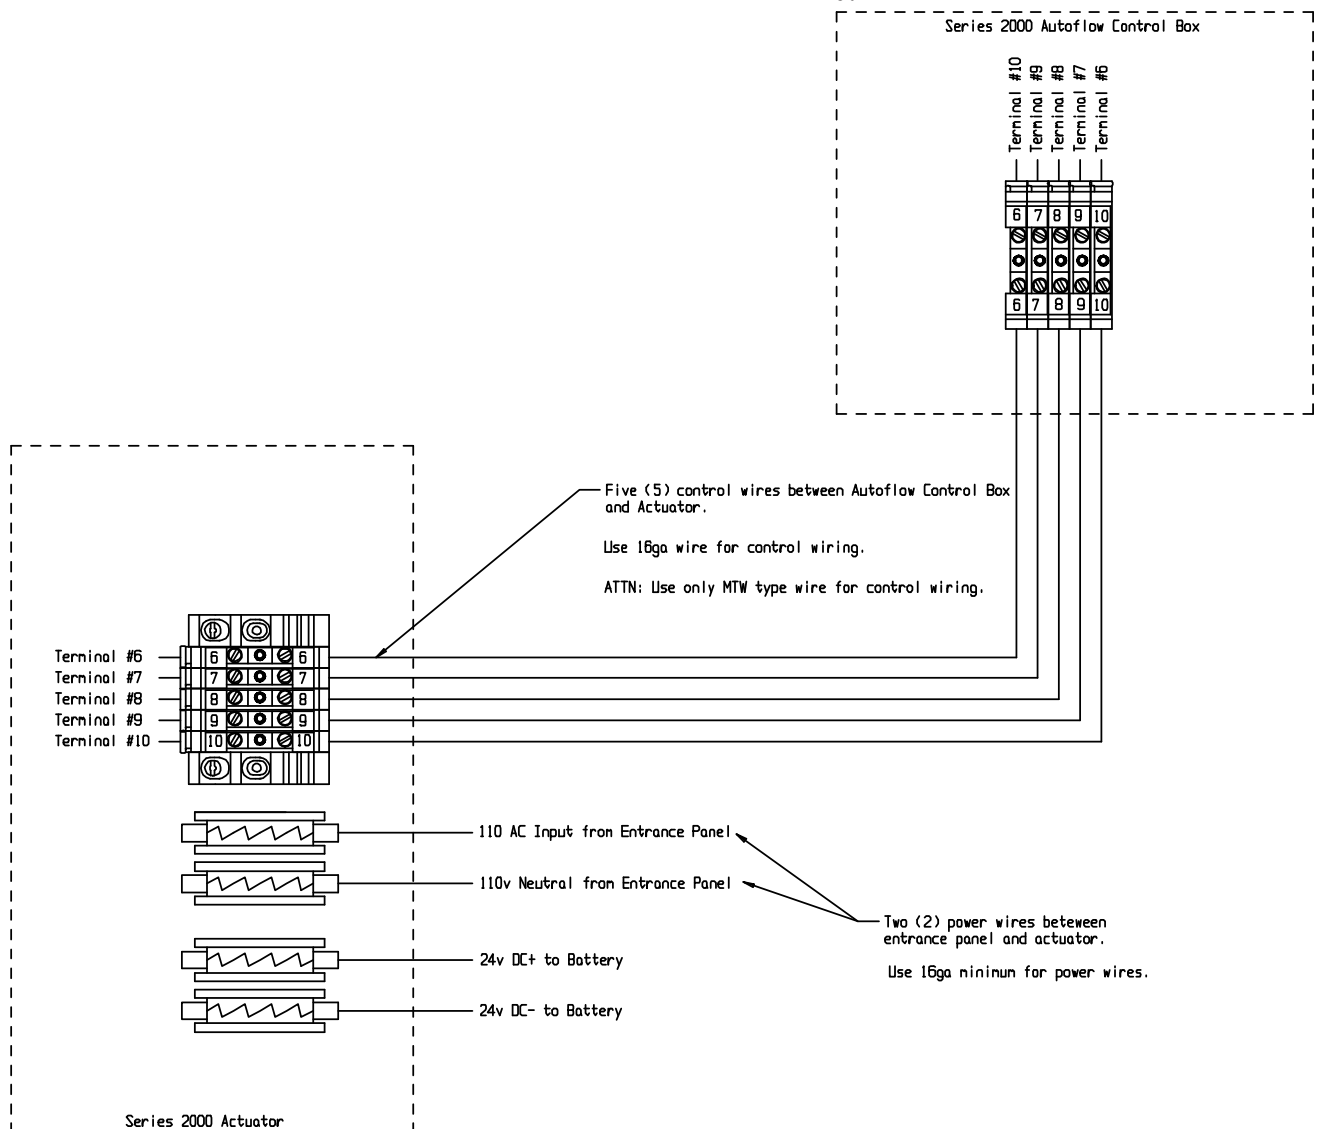 Series 2000 Autoflow Control Box
Terminal #10
Terminal #9
Terminal #8
Terminal #7
Terminal #6
6 7 8 9 10
6 7 8 9 10
Five (5) control wires between Autoflow Control Box
and Actuator.
Use 16ga wire for control wiring.
ATTN: Use only MTW type wire for control wiring.
Terminal #6 6 6
Terminal #7 7 7
Terminal #8 8 8
Terminal #9 9 9
Terminal #10 10 10
110 AC Input from Entrance Panel
110v Neutral from Entrance Panel
Two (2) power wires beteween
entrance panel and actuator.
Use 16ga minimum for power wires.
24v DC+ to Battery
24v DC- to Battery
Series 2000 Actuator